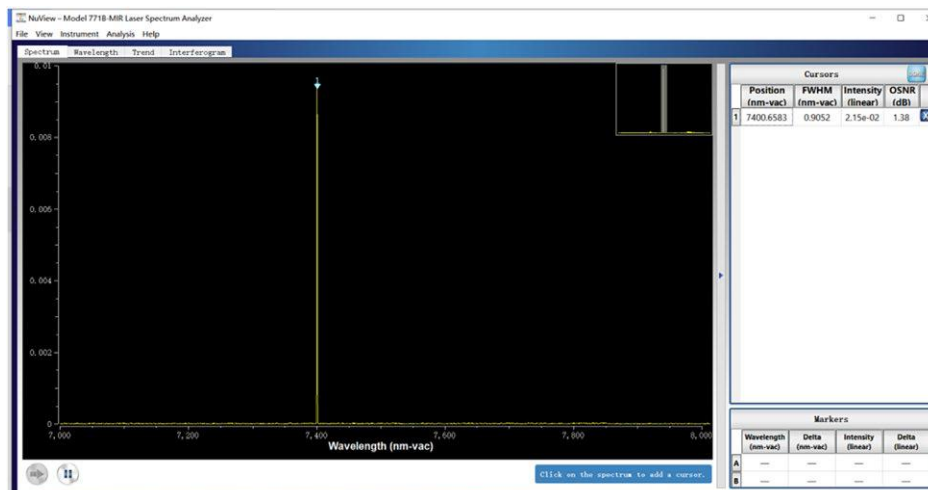 NuView – Model 771B-MIR Laser Spectrum Analyzer
File View Instrument Analysis Help
Spectrum Wavelength Trend Interferogram
0.01
0.008
0.006
0.004
0.002
0
7,000 7,200 7,400 7,600 7,800 8,000
Wavelength (nm-vac)
1
Click on the spectrum to add a cursor.
Cursors
Position (nm-vac) FWHM (nm-vac) Intensity (linear) OSNR (dB)
1 7400.6583 0.9052 2.15e-02 1.38
Markers
Wavelength (nm-vac) Delta (nm-vac) Intensity (linear) Delta (linear)
A — — — —
B — — — —